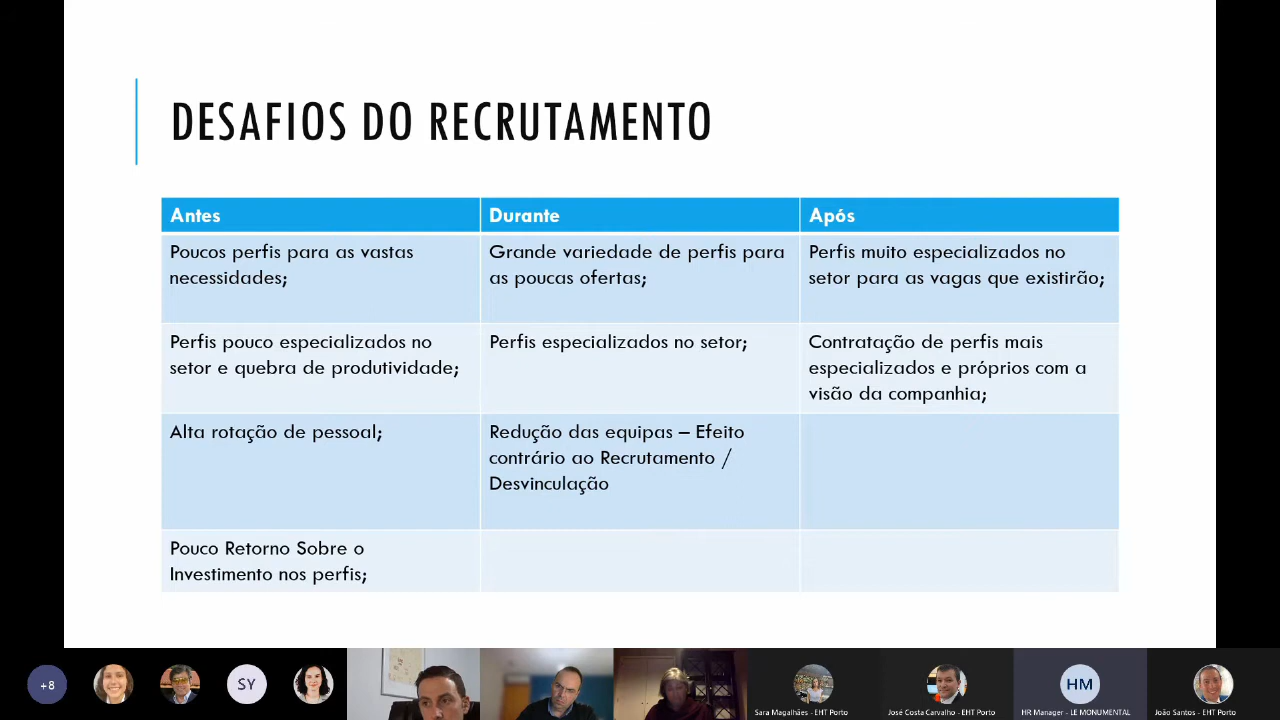 DESAFIOS DO RECRUTAMENTO
Antes
Durante
Após
Poucos perfis para as vastas
necessidades;
Grande variedade de perfis para
as poucas ofertas;
Perfis muito especializados no
setor para as vagas que existirão;
Perfis pouco especializados no
setor e quebra de produtividade;
Perfis especializados no setor;
Contratação de perfis mais
especializados e próprios com a
visão da companhia;
Alta rotação de pessoal;
Redução das equipas – Efeito
contrário ao Recrutamento /
Desvinculação
Pouco Retorno Sobre o
Investimento nos perfis;
+8
SY
HM
Sara Magalhães - EHT Porto
José Costa Carvalho - EHT Porto
HR Manager - LE MONUMENTAL
João Santos - EHT Porto